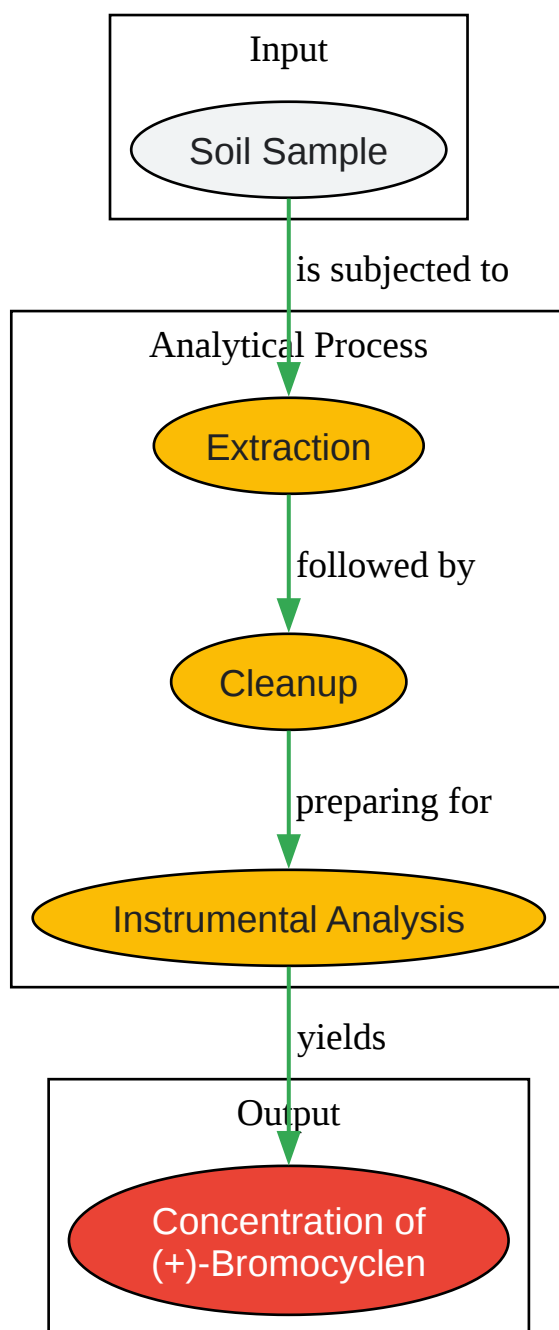 Input
Soil Sample
is subjected to
Analytical Process
Extraction
followed by
Cleanup
preparing for
Instrumental Analysis
yields
Output
Concentration of
(+)-Bromocyclen